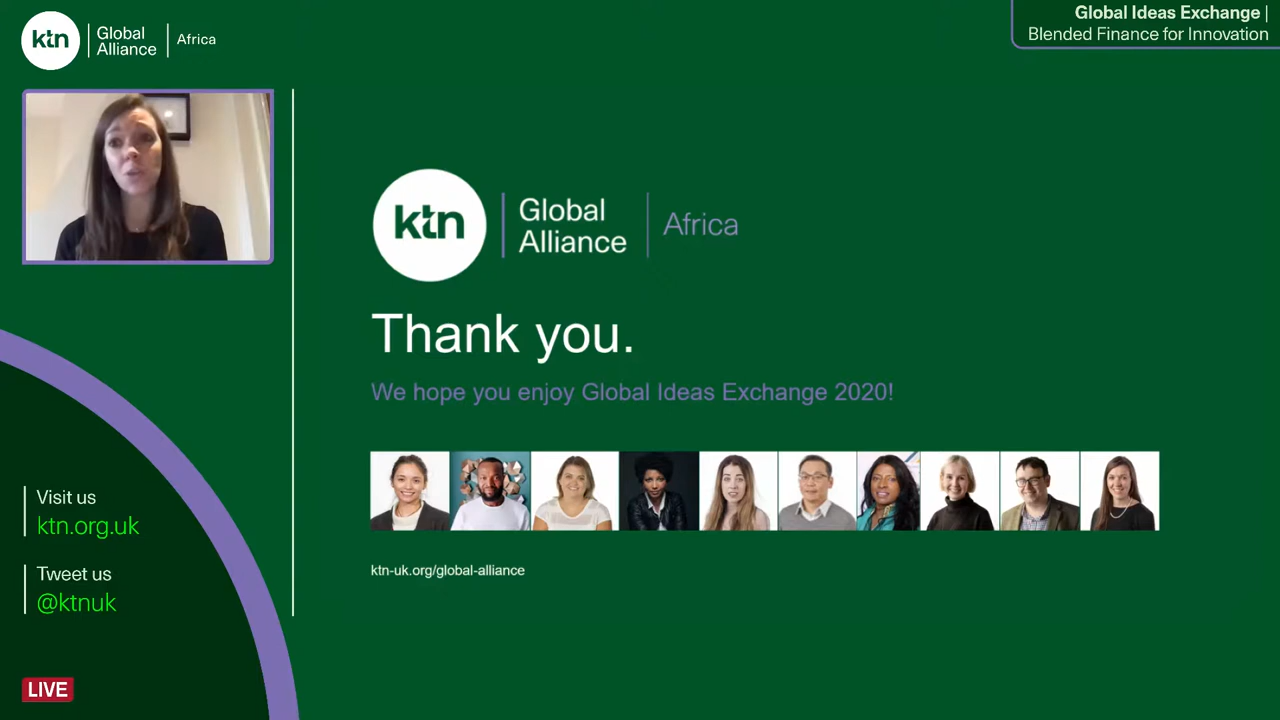 ktn
Global
Alliance
Africa
Global Ideas Exchange |
Blended Finance for Innovation
ktn
Global
Alliance
Africa
Thank you.
We hope you enjoy Global Ideas Exchange 2020!
ktn-uk.org/global-alliance
Visit us
ktn.org.uk
Tweet us
@ktnuk
LIVE